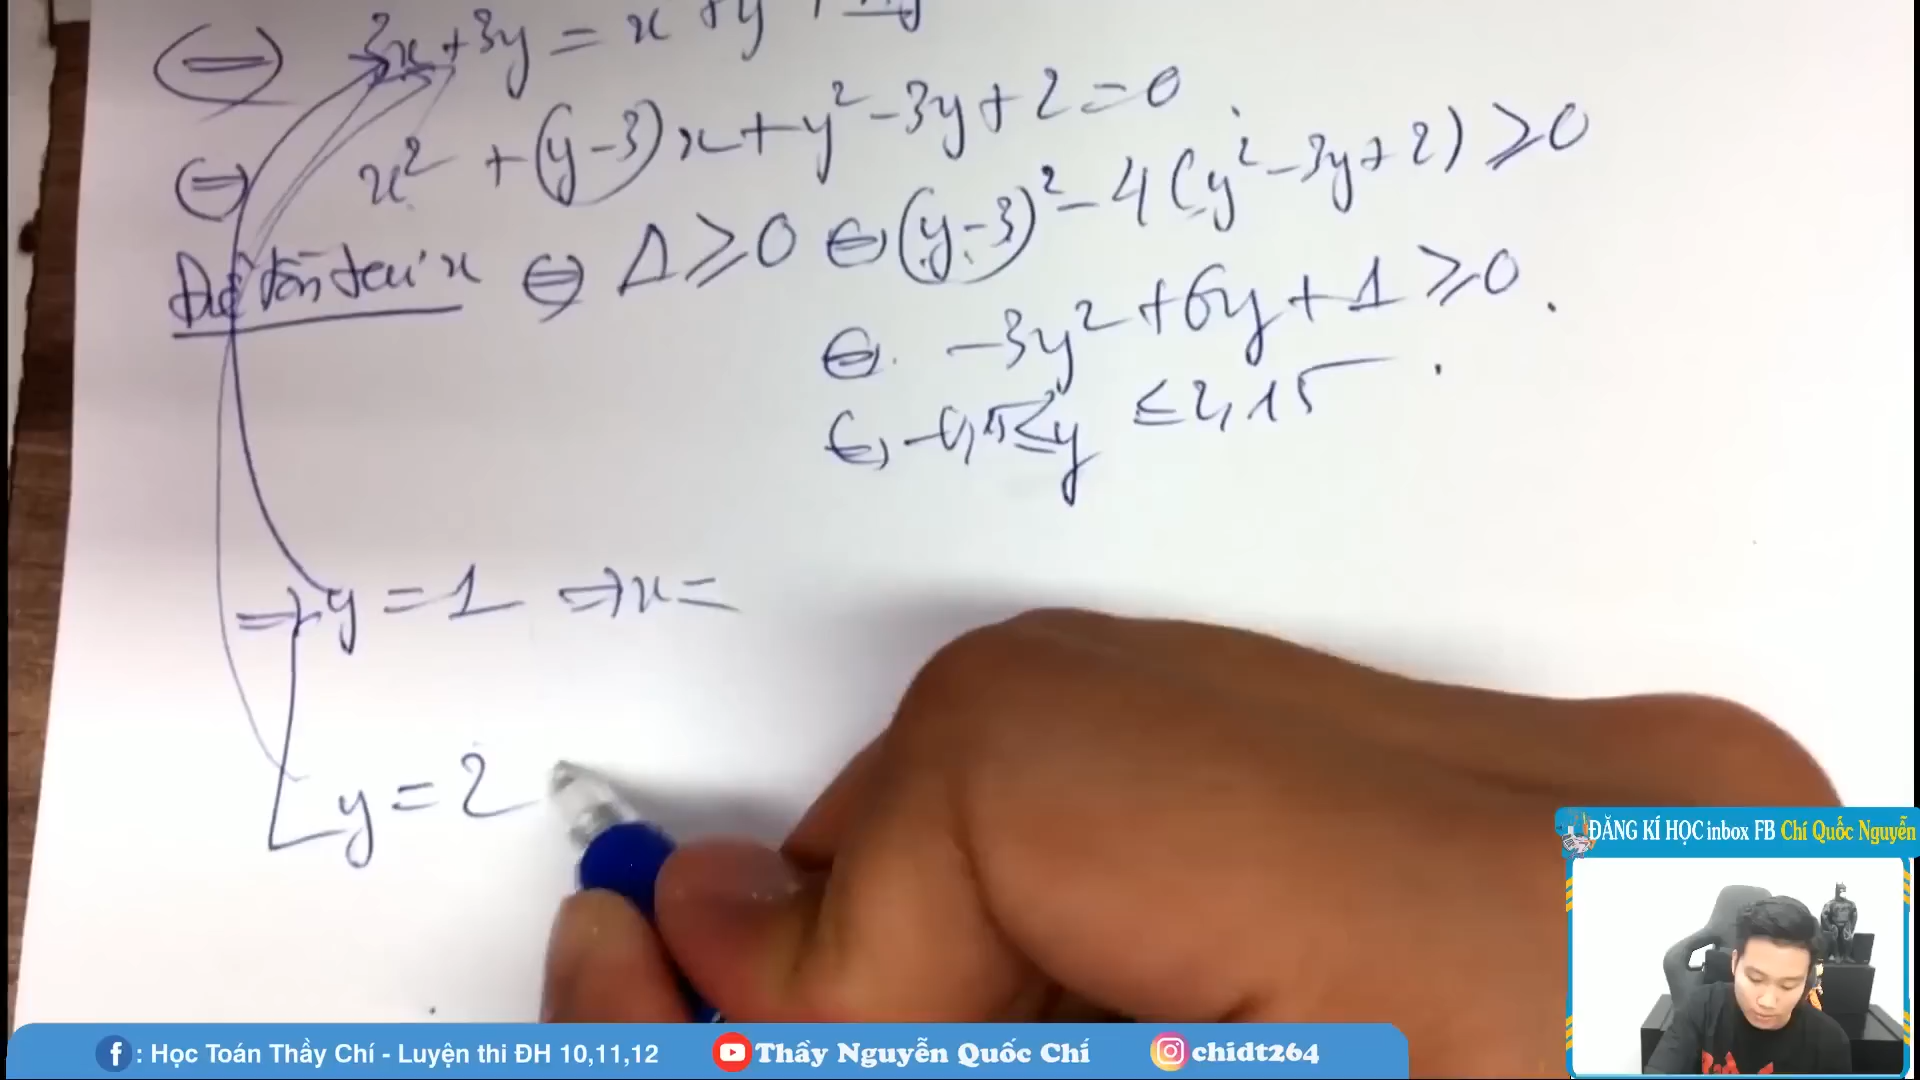 ⇔ 3x+3y = x + y +
⇔ x² + (y-3)x + y² - 3y + 2 = 0
Để tồn tại x ⇔ Δ ≥ 0 ⇔ (y-3)² - 4(y² - 3y + 2) ≥ 0
⇔ -3y² + 6y + 1 ≥ 0
⇔ -0,15 ≤ y ≤ 2,15
⇒ y = 1 ⇒ x =
y = 2
ĐĂNG KÍ HỌC inbox FB Chí Quốc Nguyễn
: Học Toán Thầy Chí - Luyện thi ĐH 10,11,12
Thầy Nguyễn Quốc Chí
chidt264